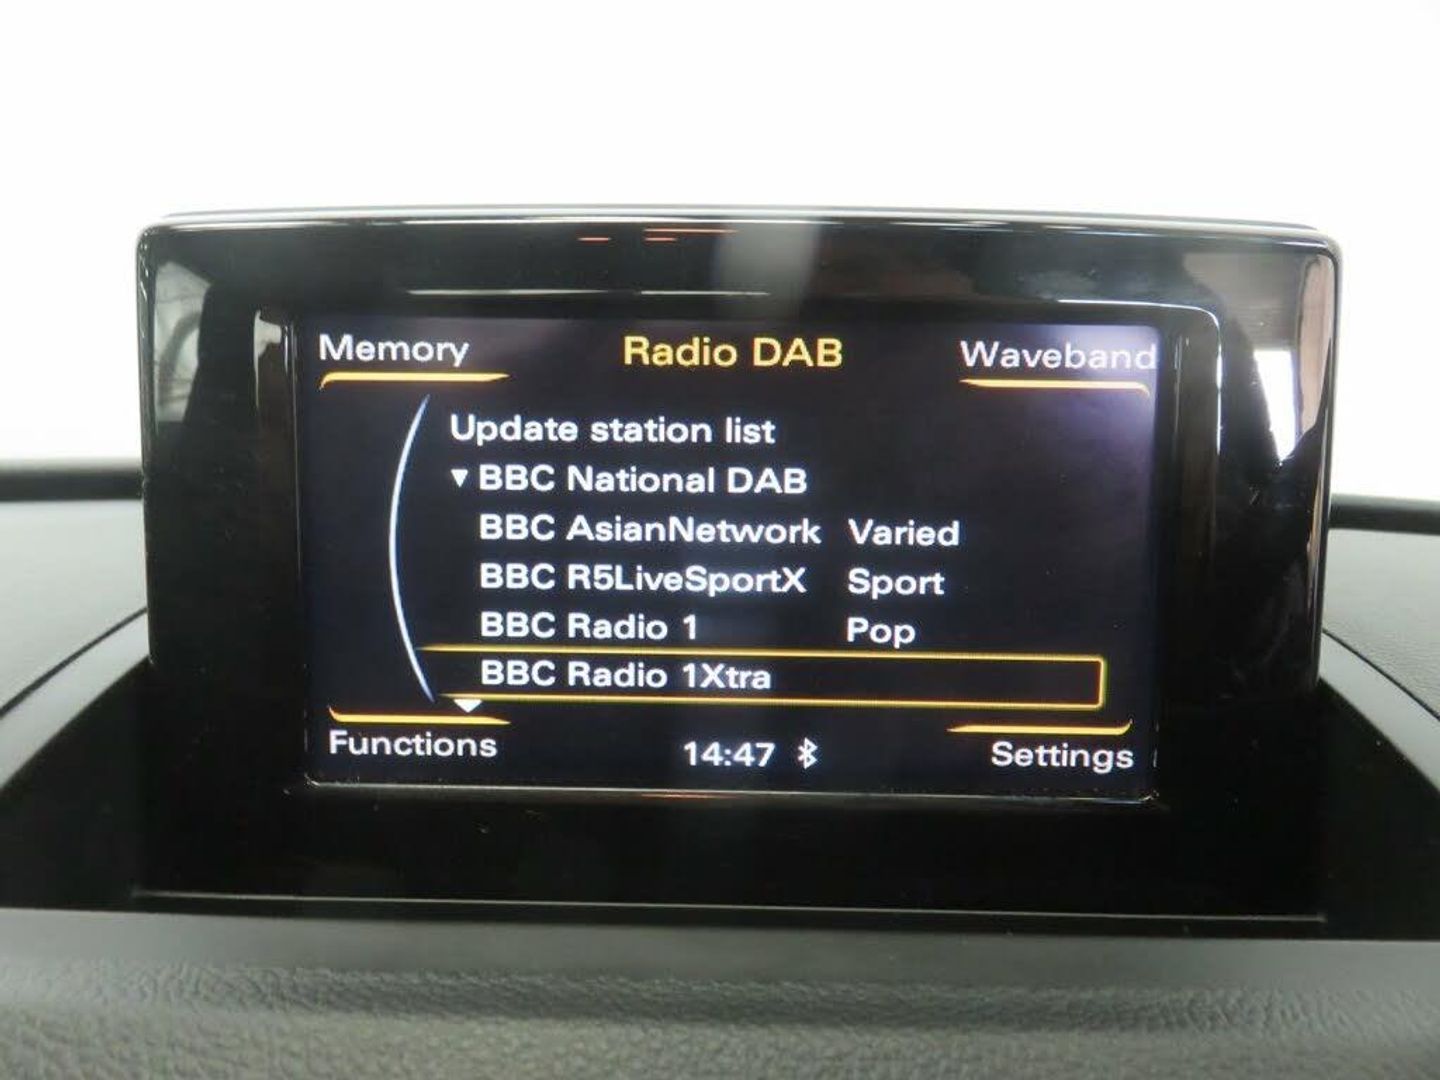 Memory Radio DAB Waveband
Update station list
BBC National DAB
BBC AsianNetwork Varied
BBC R5LiveSportX Sport
BBC Radio 1 Pop
BBC Radio 1Xtra
Functions 14:47 Settings